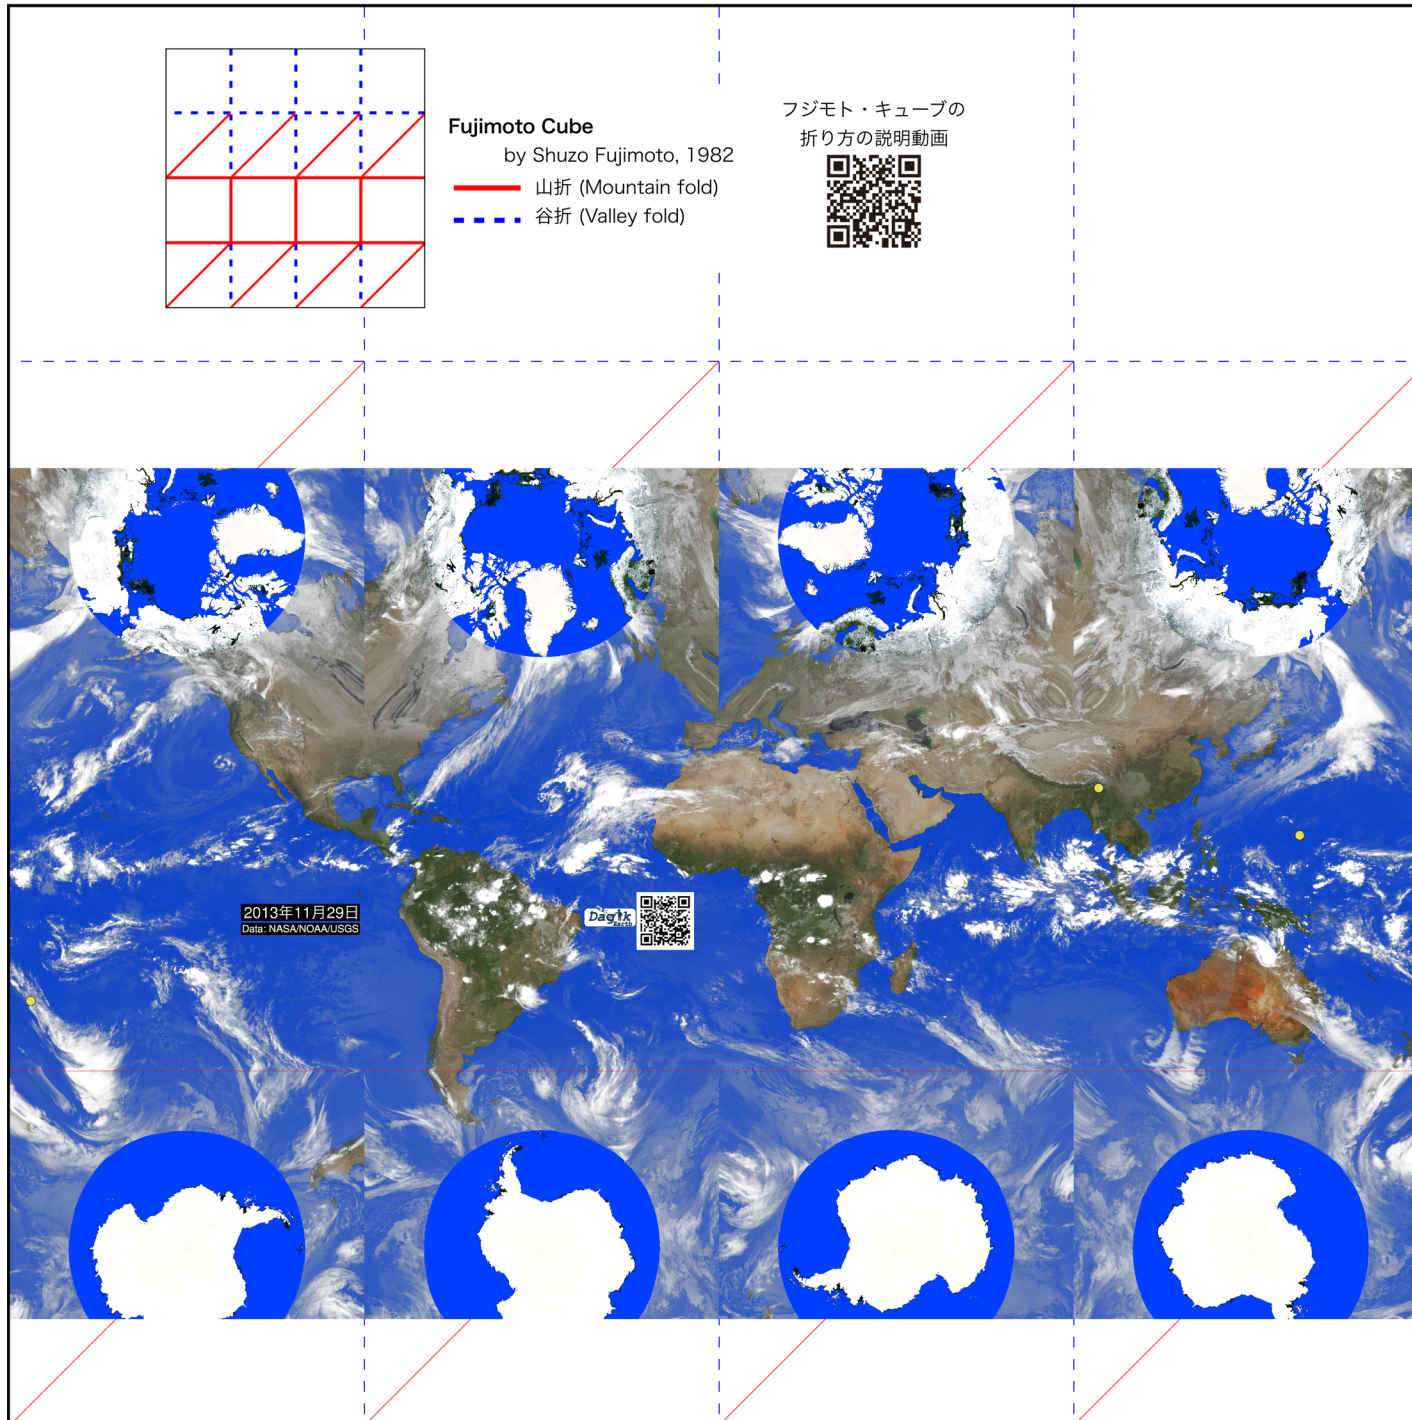 Fujimoto Cube
by Shuzo Fujimoto, 1982
山折 (Mountain fold)
谷折 (Valley fold)
フジモト・キューブの
折り方の説明動画
2013年11月29日
Data: NASA/NOAA/USGS
Dagik
Earth